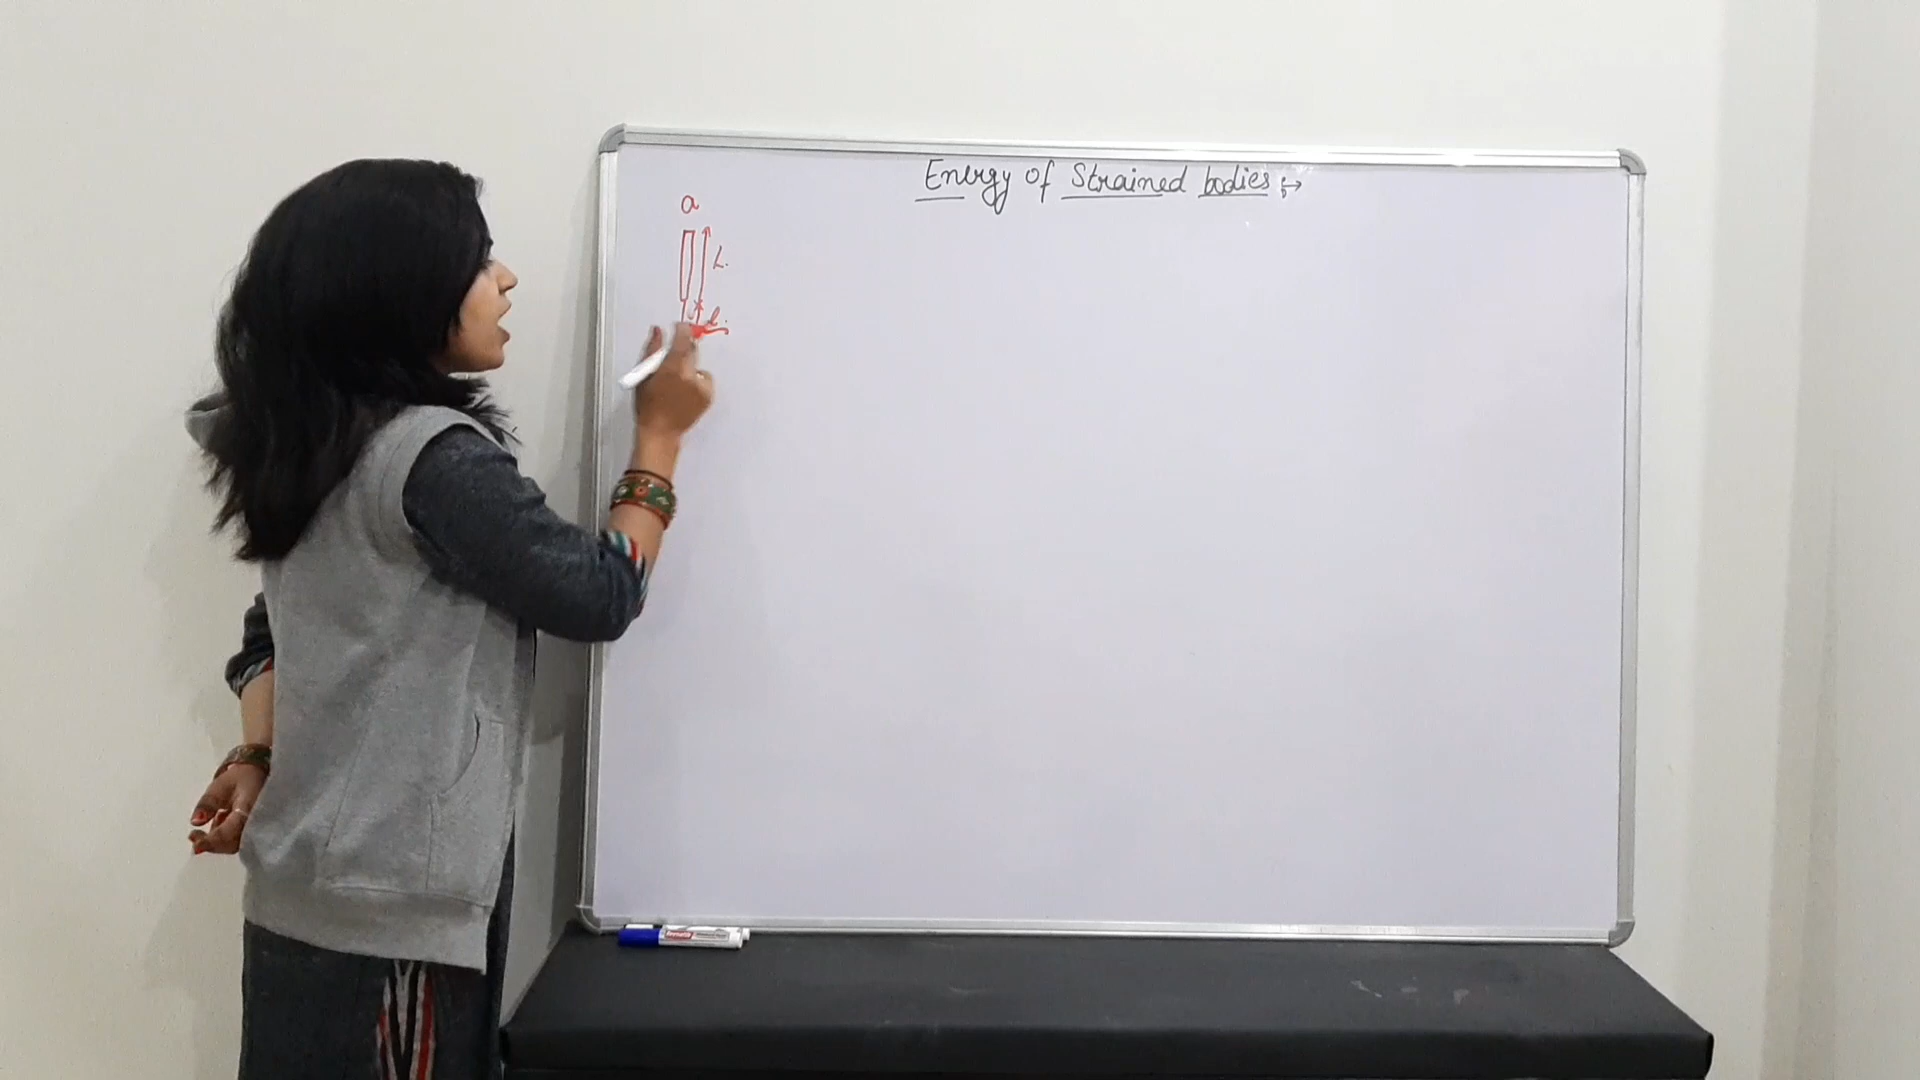 Energy of Strained bodies :→
a
L.
l.